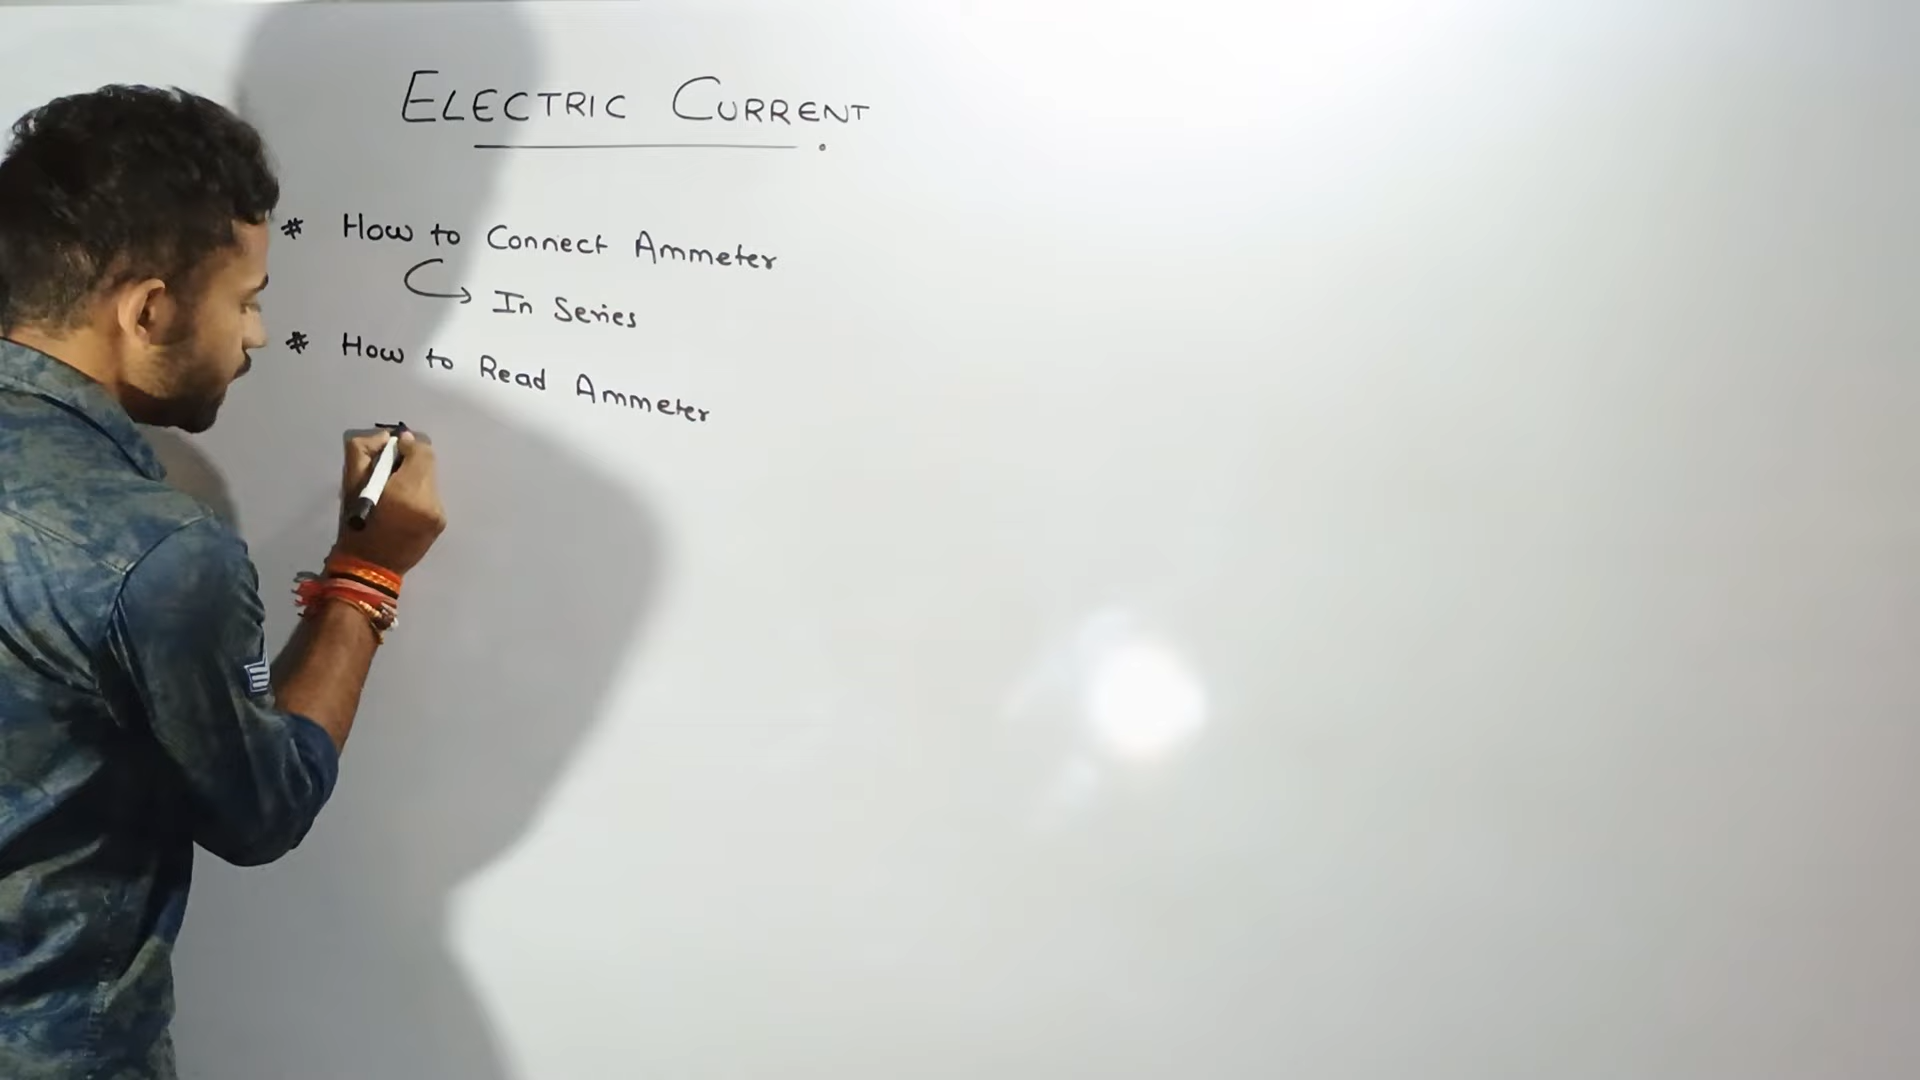 ELECTRIC CURRENT
* How to Connect Ammeter
In Series
* How to Read Ammeter